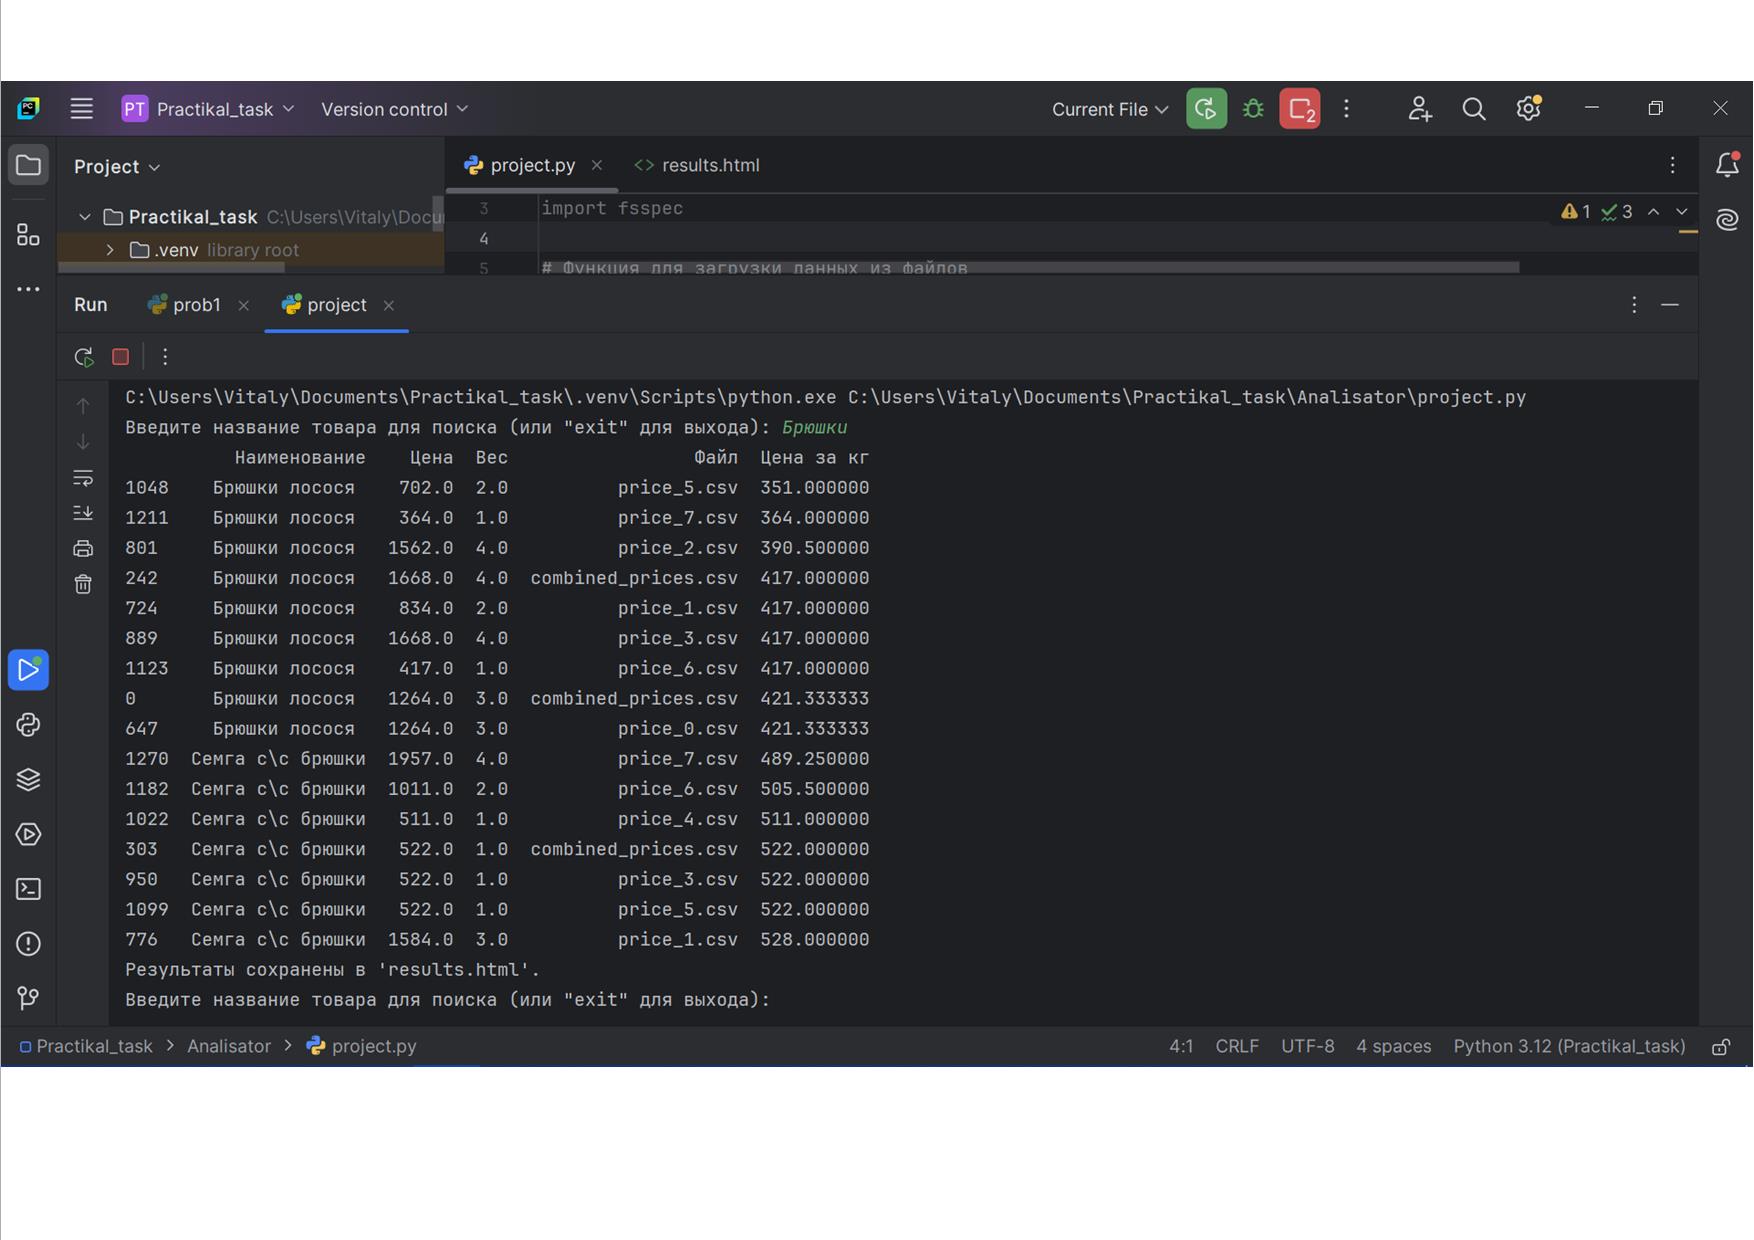 PT Practikal_task Version control Current File 2
Project project.py results.html
Practikal_task C:\Users\Vitaly\Docu
.venv library root
3 import fsspec 1 3
4
5 # Функция для загрузки данных из файлов
Run prob1 project
C:\Users\Vitaly\Documents\Practikal_task\.venv\Scripts\python.exe C:\Users\Vitaly\Documents\Practikal_task\Analisator\project.py
Введите название товара для поиска (или "exit" для выхода): Брюшки
Наименование Цена Вес Файл Цена за кг
1048 Брюшки лосося 702.0 2.0 price_5.csv 351.000000
1211 Брюшки лосося 364.0 1.0 price_7.csv 364.000000
801 Брюшки лосося 1562.0 4.0 price_2.csv 390.500000
242 Брюшки лосося 1668.0 4.0 combined_prices.csv 417.000000
724 Брюшки лосося 834.0 2.0 price_1.csv 417.000000
889 Брюшки лосося 1668.0 4.0 price_3.csv 417.000000
1123 Брюшки лосося 417.0 1.0 price_6.csv 417.000000
0 Брюшки лосося 1264.0 3.0 combined_prices.csv 421.333333
647 Брюшки лосося 1264.0 3.0 price_0.csv 421.333333
1270 Семга с\с брюшки 1957.0 4.0 price_7.csv 489.250000
1182 Семга с\с брюшки 1011.0 2.0 price_6.csv 505.500000
1022 Семга с\с брюшки 511.0 1.0 price_4.csv 511.000000
303 Семга с\с брюшки 522.0 1.0 combined_prices.csv 522.000000
950 Семга с\с брюшки 522.0 1.0 price_3.csv 522.000000
1099 Семга с\с брюшки 522.0 1.0 price_5.csv 522.000000
776 Семга с\с брюшки 1584.0 3.0 price_1.csv 528.000000
Результаты сохранены в 'results.html'.
Введите название товара для поиска (или "exit" для выхода):
Practikal_task > Analisator > project.py 4:1 CRLF UTF-8 4 spaces Python 3.12 (Practikal_task)